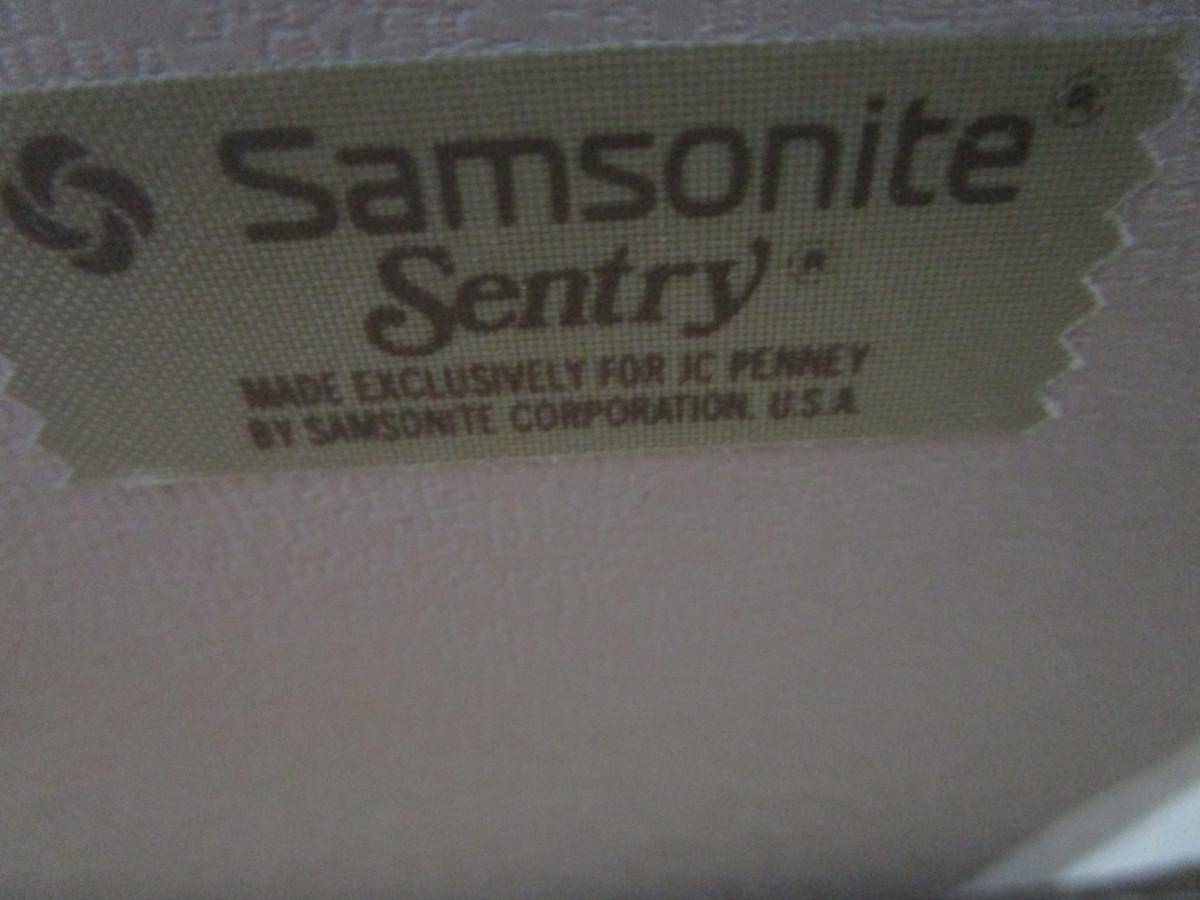 Samsonite®
Sentry®
MADE EXCLUSIVELY FOR JC PENNEY
BY SAMSONITE CORPORATION. U.S.A.